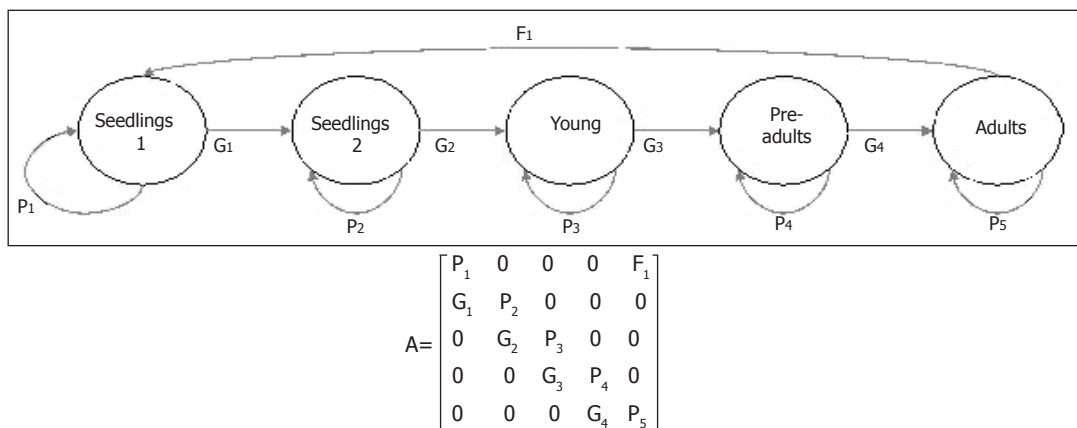 F1
Seedlings
1
Seedlings
2
Young
Pre-
adults
Adults
G1
G2
G3
G4
P1
P2
P3
P4
P5
A=
P1 0 0 0 F1
G1 P2 0 0 0
0 G2 P3 0 0
0 0 G3 P4 0
0 0 0 G4 P5